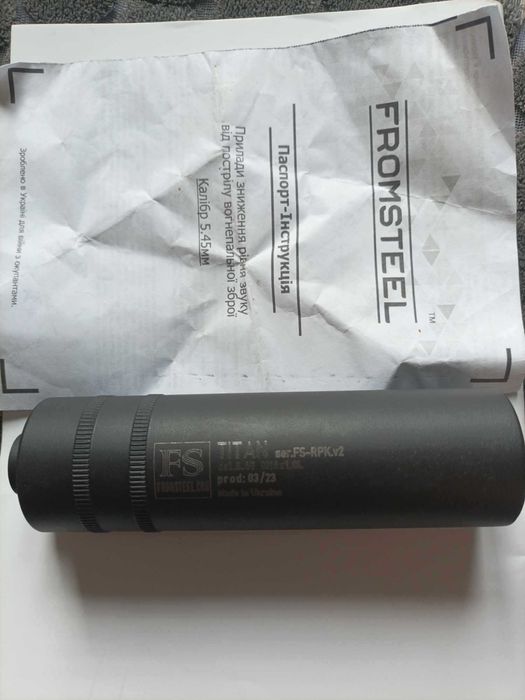 FROMSTEEL
TM
Паспорт-Інструкція
Прилади зниження рівня звуку
від пострілу вогнепальної зброї
Калібр 5.45мм
Зроблено в Україні для війни з окупантами.
FS
FROMSTEEL.ORG
TITAN ser.FS-RPK.v2
prod: 03/23
Made in Ukraine